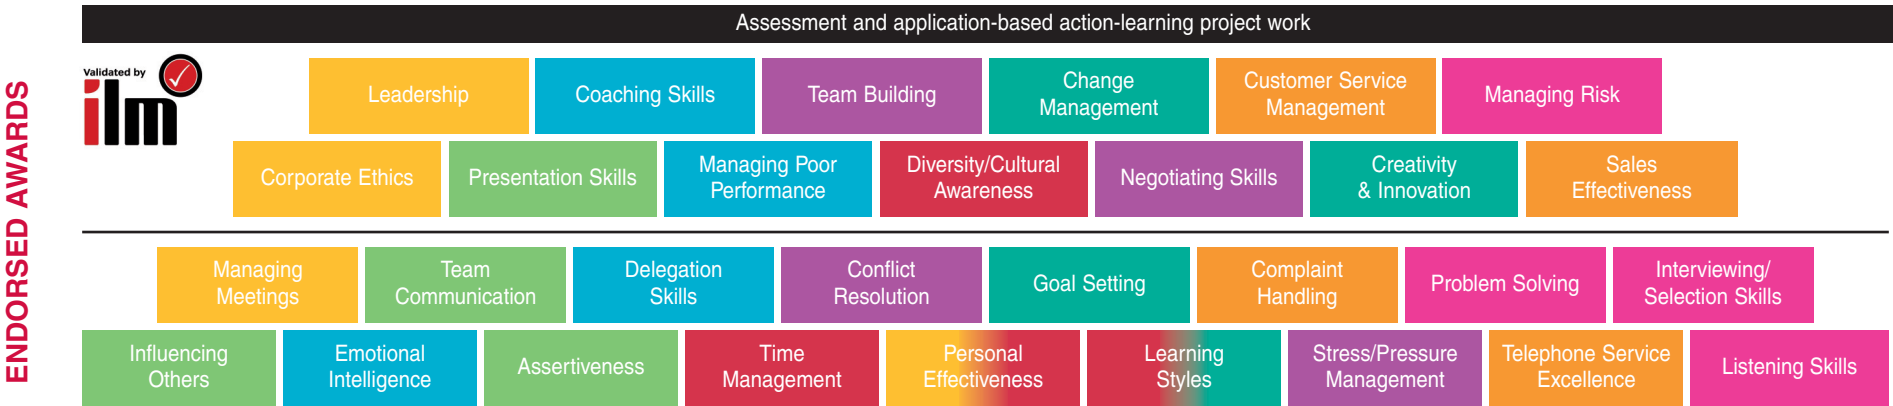 Assessment and application-based action-learning project work
ENDORSED AWARDS
Validated by
ilm
Leadership
Coaching Skills
Team Building
Change
Management
Customer Service
Management
Managing Risk
Corporate Ethics
Presentation Skills
Managing Poor
Performance
Diversity/Cultural
Awareness
Negotiating Skills
Creativity
& Innovation
Sales
Effectiveness
Managing
Meetings
Team
Communication
Delegation
Skills
Conflict
Resolution
Goal Setting
Complaint
Handling
Problem Solving
Interviewing/
Selection Skills
Influencing
Others
Emotional
Intelligence
Assertiveness
Time
Management
Personal
Effectiveness
Learning
Styles
Stress/Pressure
Management
Telephone Service
Excellence
Listening Skills